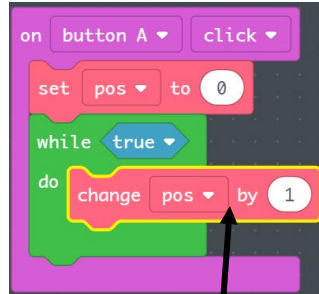 on button A click
set pos to 0
while true
do change pos by 1